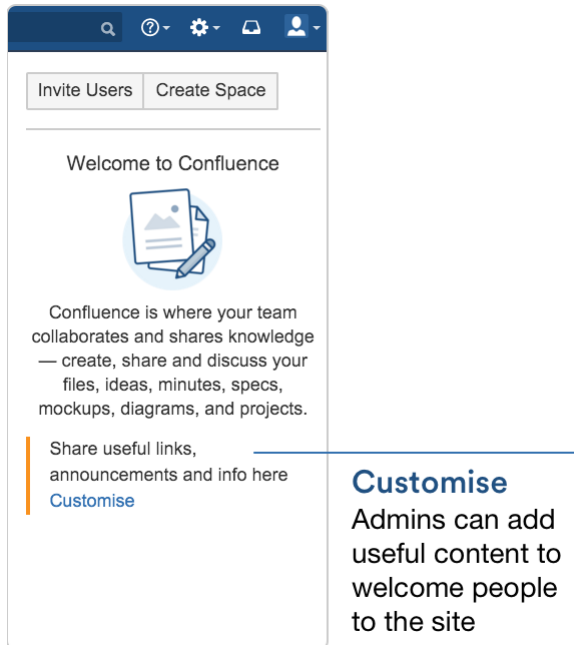 Invite Users Create Space
Welcome to Confluence
Confluence is where your team
collaborates and shares knowledge
— create, share and discuss your
files, ideas, minutes, specs,
mockups, diagrams, and projects.
Share useful links,
announcements and info here
Customise
Customise
Admins can add
useful content to
welcome people
to the site